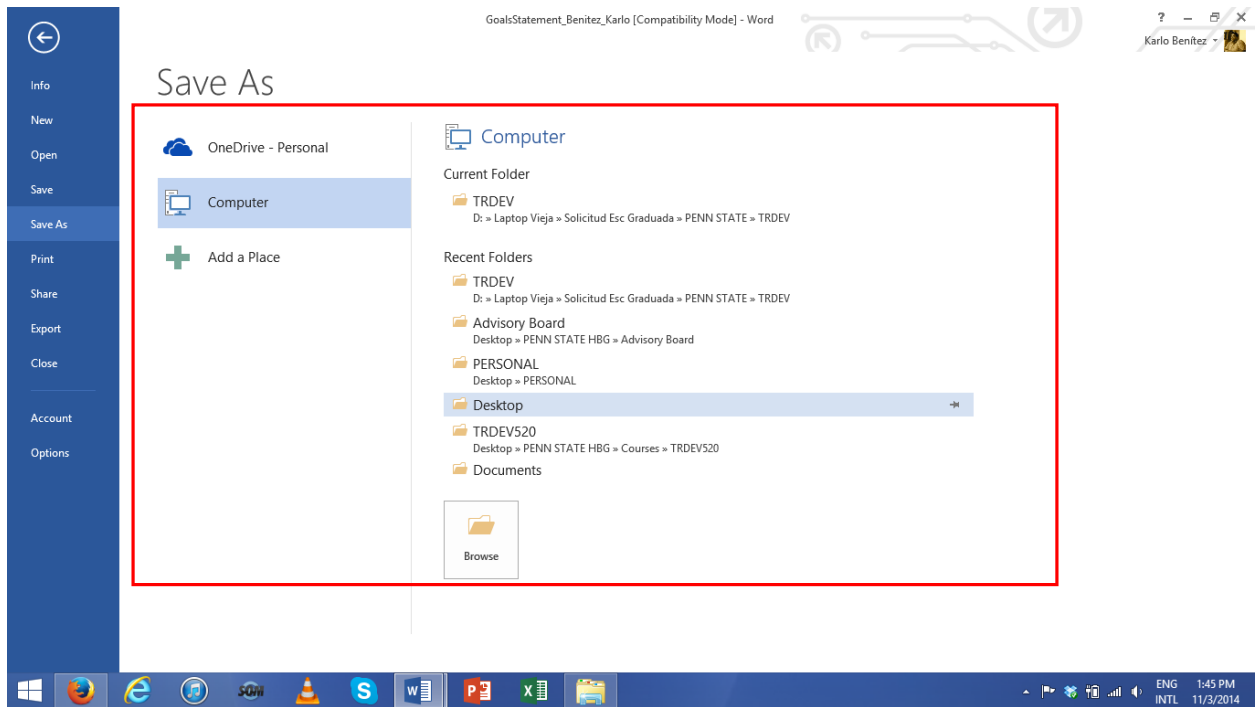 GoalsStatement_Benitez_Karlo [Compatibility Mode] - Word
?
Karlo Benítez
Info
New
Open
Save
Save As
Print
Share
Export
Close
Account
Options
Save As
OneDrive - Personal
Computer
Add a Place
Computer
Current Folder
TRDEV
D: » Laptop Vieja » Solicitud Esc Graduada » PENN STATE » TRDEV
Recent Folders
TRDEV
D: » Laptop Vieja » Solicitud Esc Graduada » PENN STATE » TRDEV
Advisory Board
Desktop » PENN STATE HBG » Advisory Board
PERSONAL
Desktop » PERSONAL
Desktop
TRDEV520
Desktop » PENN STATE HBG » Courses » TRDEV520
Documents
Browse
SQM
S
W
P
X
ENG
INTL
1:45 PM
11/3/2014